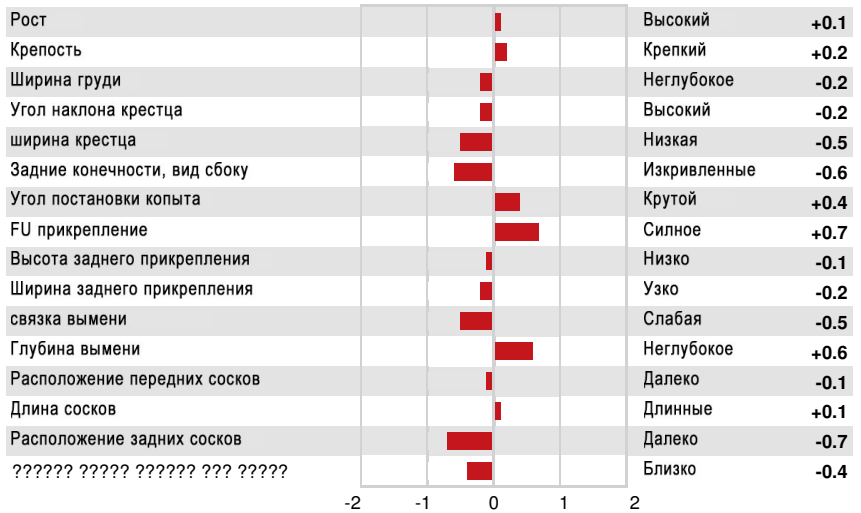 Рост Высокий +0.1
Крепость Крепкий +0.2
Ширина груди Неглубокое -0.2
Угол наклона крестца Высокий -0.2
ширина крестца Низкая -0.5
Задние конечности, вид сбоку Изкривленные -0.6
Угол постановки копыта Крутой +0.4
FU прикрепление Силное +0.7
Высота заднего прикрепления Низко -0.1
Ширина заднего прикрепления Узко -0.2
связка вымени Слабая -0.5
Глубина вымени Неглубокое +0.6
Расположение передних сосков Далеко -0.1
Длина сосков Длинные +0.1
Расположение задних сосков Далеко -0.7
?????? ????? ?????? ??? ????? Близко -0.4
-2 -1 0 1 2